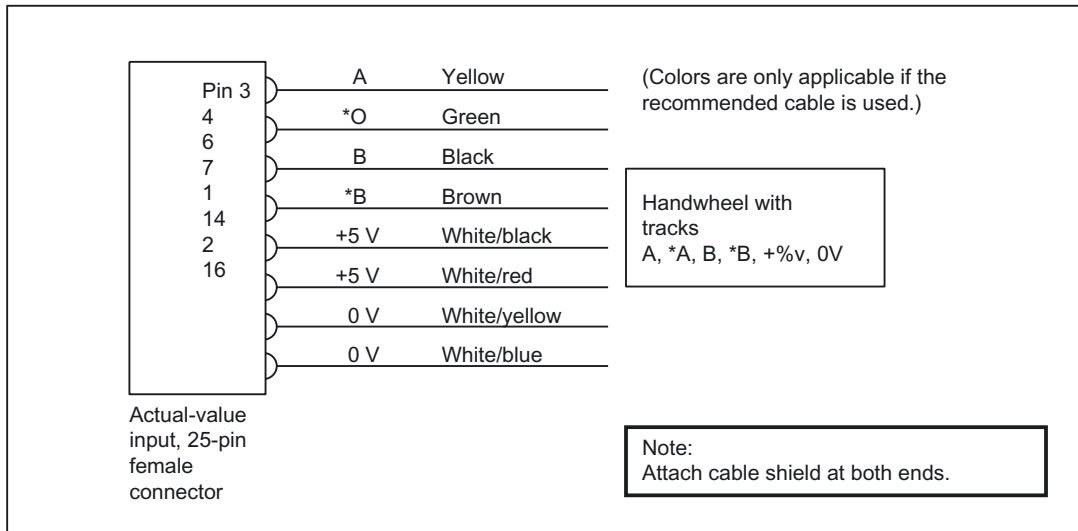 Pin 3
4
6
7
1
14
2
16
A Yellow
*O Green
B Black
*B Brown
+5 V White/black
+5 V White/red
0 V White/yellow
0 V White/blue
(Colors are only applicable if the
recommended cable is used.)
Handwheel with
tracks
A, *A, B, *B, +%v, 0V
Actual-value
input, 25-pin
female
connector
Note:
Attach cable shield at both ends.